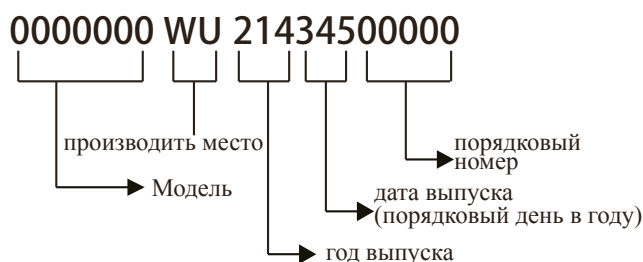 0000000 WU 21434500000
производить место
порядковый
номер
Модель
дата выпуска
(порядковый день в году)
год выпуска